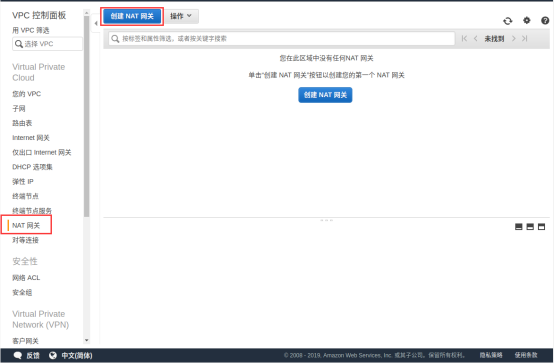 VPC 控制面板
用 VPC 筛选
选择 VPC
Virtual Private
Cloud
您的 VPC
子网
路由表
Internet 网关
仅出口 Internet 网关
DHCP 选项集
弹性 IP
终端节点
终端节点服务
NAT 网关
对等连接
安全性
网络 ACL
安全组
Virtual Private
Network (VPN)
客户网关
创建 NAT 网关
操作
按标签和属性筛选，或者按关键字搜索
未找到
您在此区域中没有任何NAT 网关
单击“创建 NAT 网关”按钮以创建您的第一个 NAT 网关
创建 NAT 网关
反馈
中文(简体)
© 2008 - 2019, Amazon Web Services, Inc. 或其子公司。保留所有权利。
隐私策略
使用条款